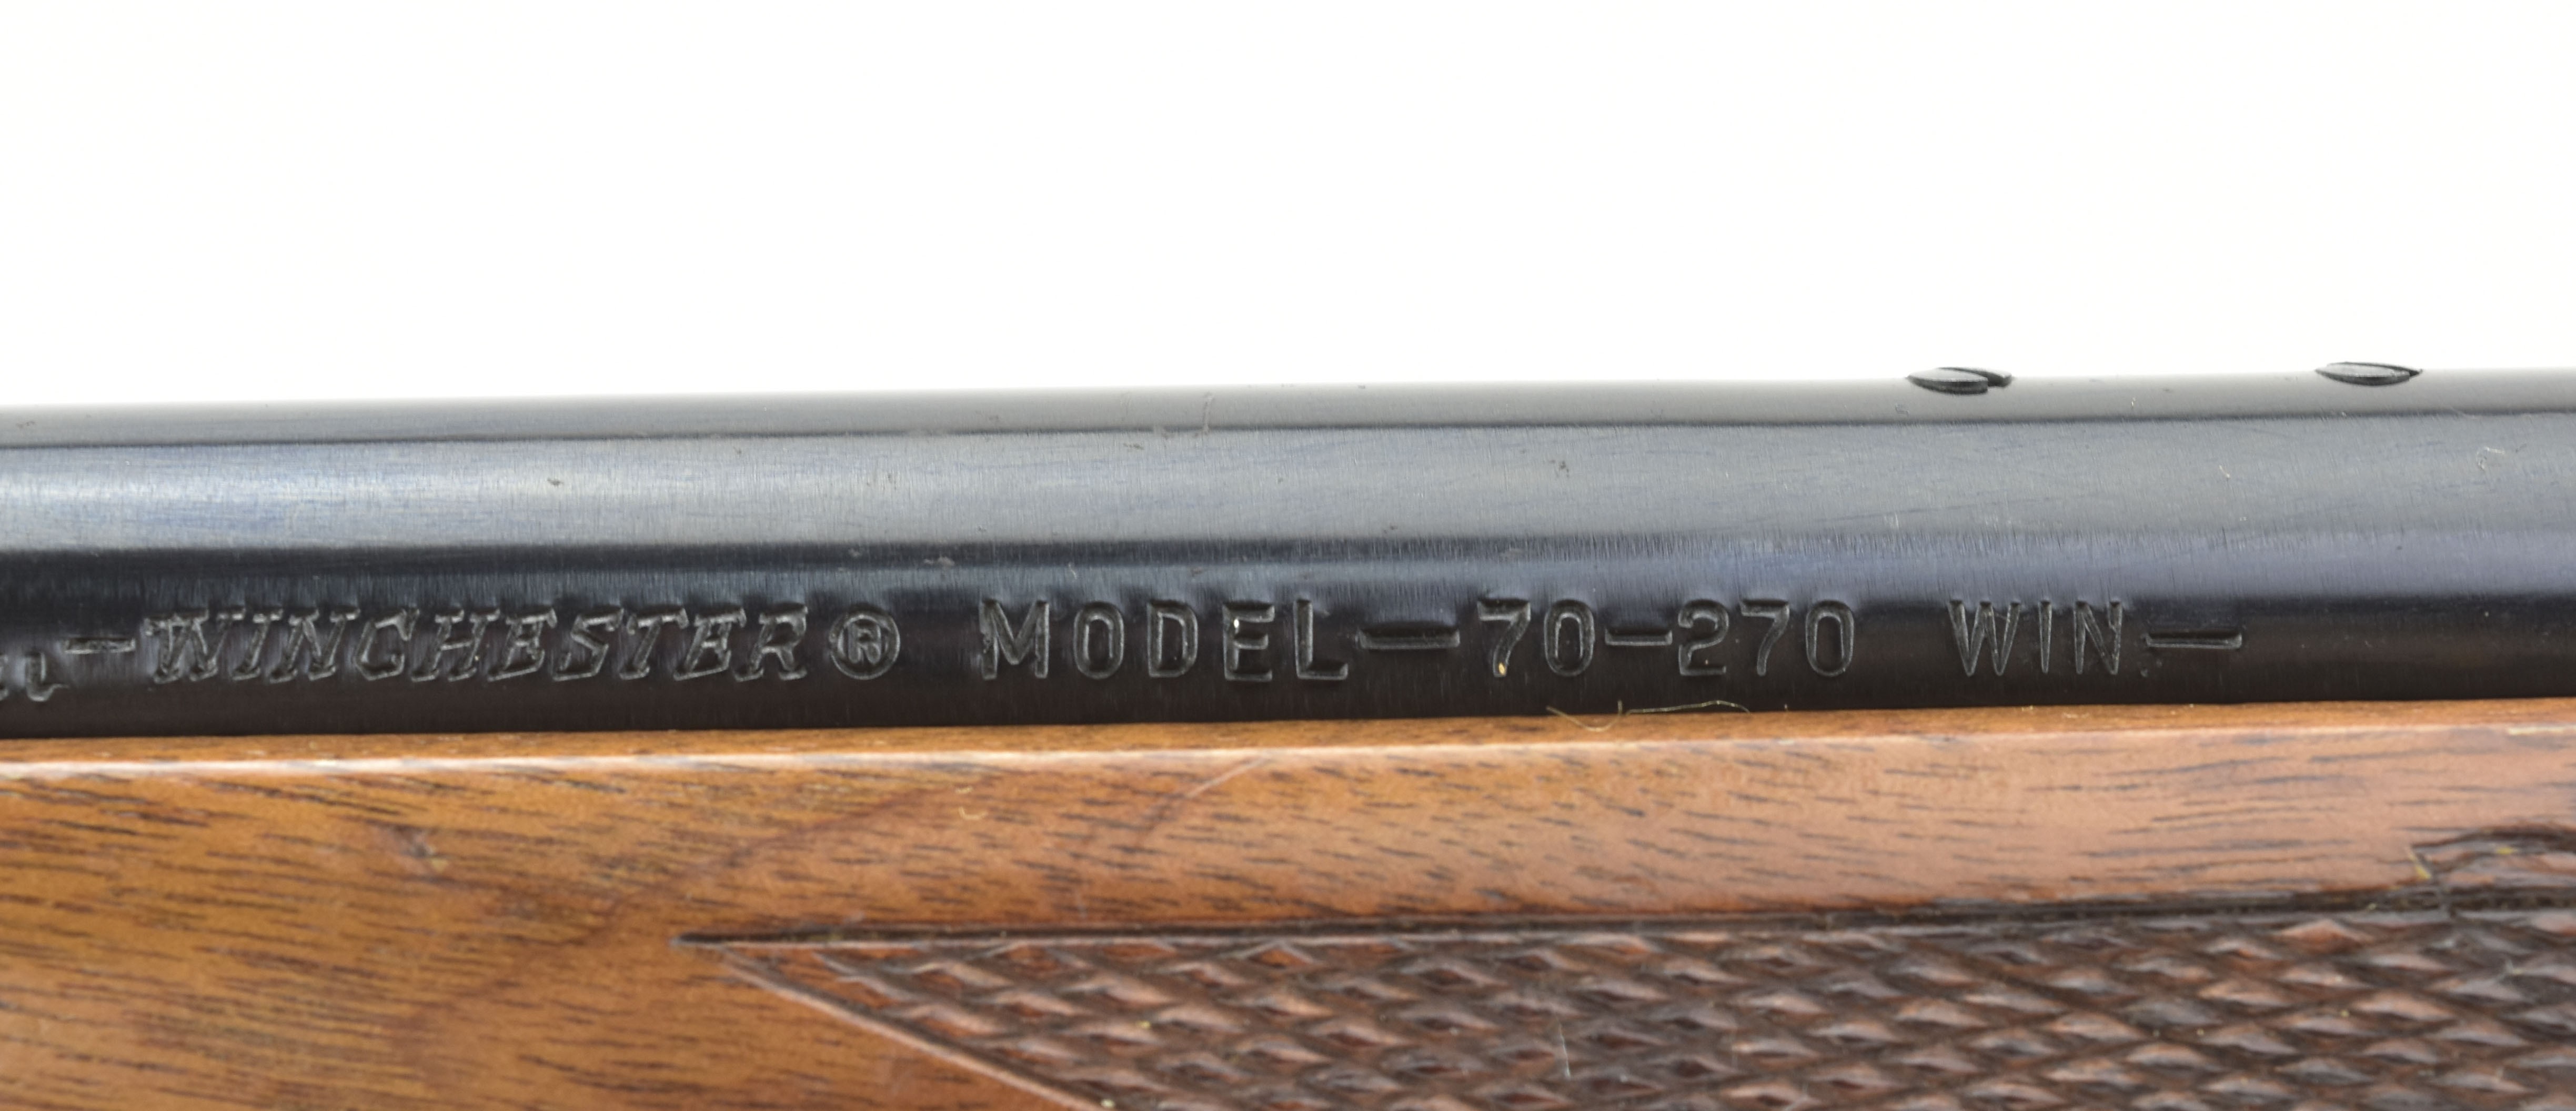 —WINCHESTER® MODEL—70—270 WIN.—